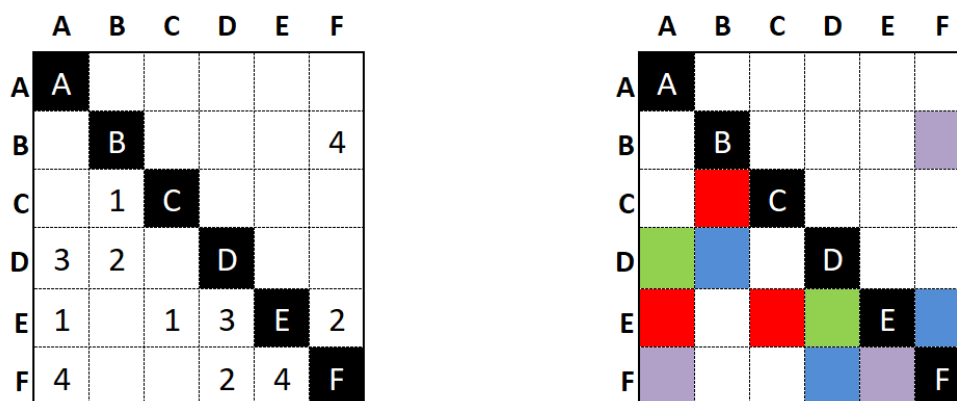 A B C D E F A B C D E F
A A A A
B B 4 B B
C 1 C C C
D 3 2 D D D
E 1 1 3 E 2 E E
F 4 2 4 F F F